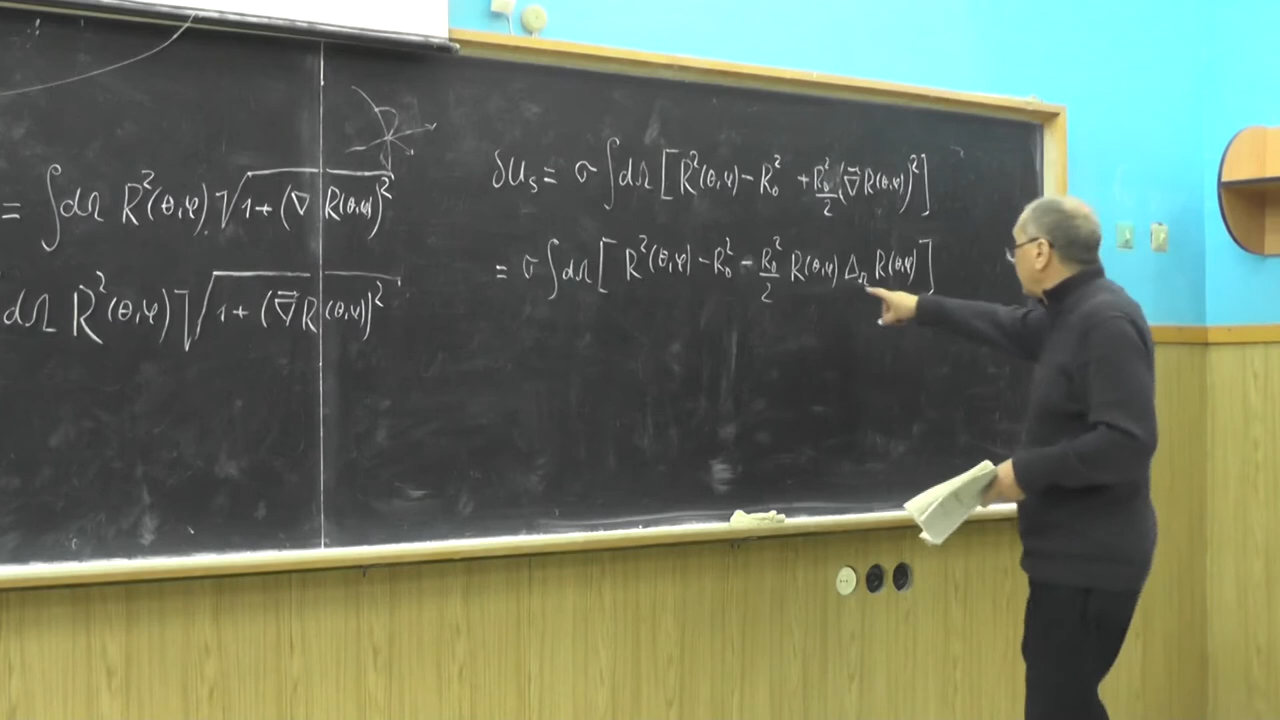 = ∫dΩ R²(θ,φ) √1+(∇ R(θ,φ))²
dΩ R²(θ,φ) √1+(∇⃗R(θ,φ))²
δU_s = σ ∫dΩ [R²(θ,φ) − R₀² + R₀²/2 (∇⃗R(θ,φ))²]
= σ ∫dΩ [R²(θ,φ) − R₀² − R₀²/2 R(θ,φ) Δ_Ω R(θ,φ)]